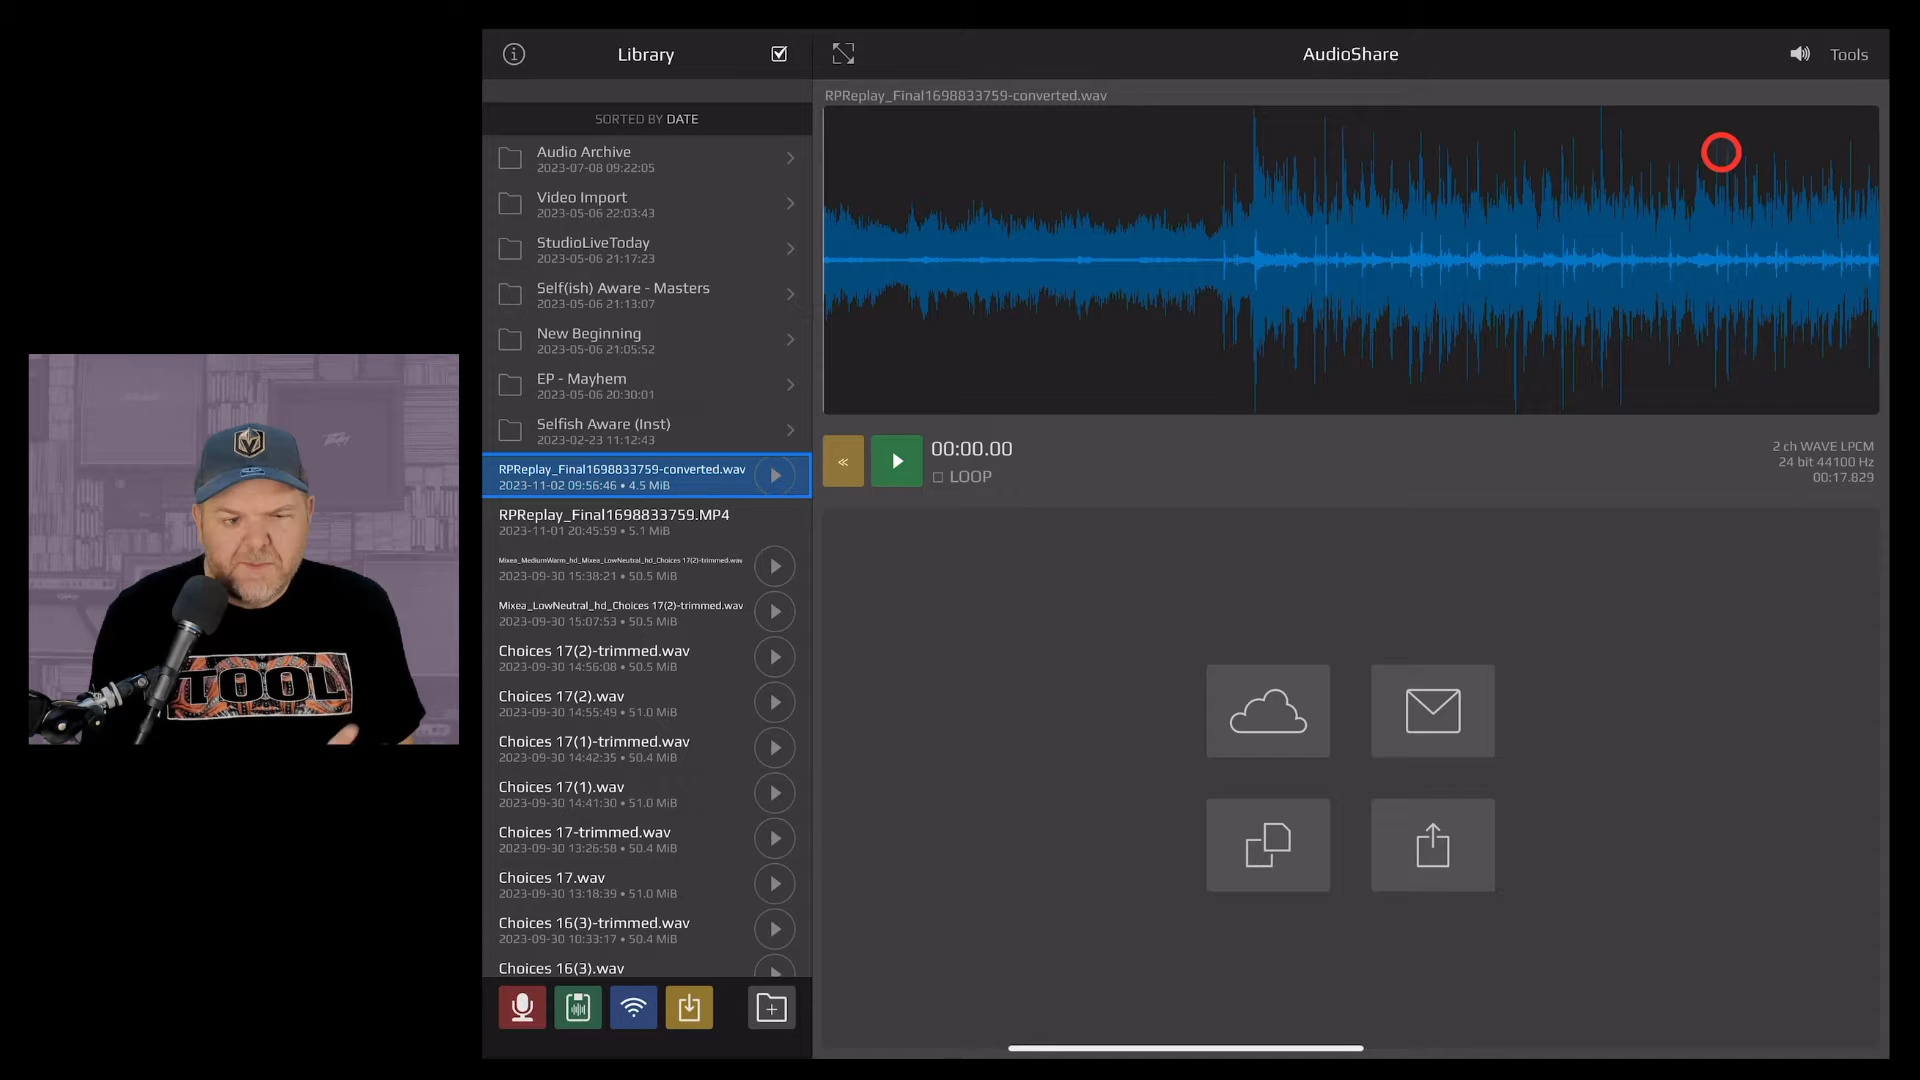 Library
AudioShare
Tools
RPReplay_Final1698833759-converted.wav
SORTED BY DATE
Audio Archive
2023-07-08 09:22:05
Video Import
2023-05-06 22:03:43
StudioLiveToday
2023-05-06 21:17:23
Self(ish) Aware - Masters
2023-05-06 21:13:07
New Beginning
2023-05-06 21:05:52
EP - Mayhem
2023-05-06 20:30:01
Selfish Aware (Inst)
2023-02-23 11:12:43
RPReplay_Final1698833759-converted.wav
2023-11-02 09:56:46 • 4.5 MiB
RPReplay_Final1698833759.MP4
2023-11-01 20:45:59 • 5.1 MiB
Mixea_MediumWarm_hd_Mixea_LowNeutral_hd_Choices 17(2)-trimmed.wav
2023-09-30 15:38:21 • 50.5 MiB
Mixea_LowNeutral_hd_Choices 17(2)-trimmed.wav
2023-09-30 15:07:53 • 50.5 MiB
Choices 17(2)-trimmed.wav
2023-09-30 14:56:08 • 50.5 MiB
Choices 17(2).wav
2023-09-30 14:55:49 • 51.0 MiB
Choices 17(1)-trimmed.wav
2023-09-30 14:42:35 • 50.4 MiB
Choices 17(1).wav
2023-09-30 14:41:30 • 51.0 MiB
Choices 17-trimmed.wav
2023-09-30 13:26:58 • 50.4 MiB
Choices 17.wav
2023-09-30 13:18:39 • 51.0 MiB
Choices 16(3)-trimmed.wav
2023-09-30 10:33:17 • 50.4 MiB
Choices 16(3).wav
00:00.00
LOOP
2 ch WAVE LPCM
24 bit 44100 Hz
00:17.829
TOOL